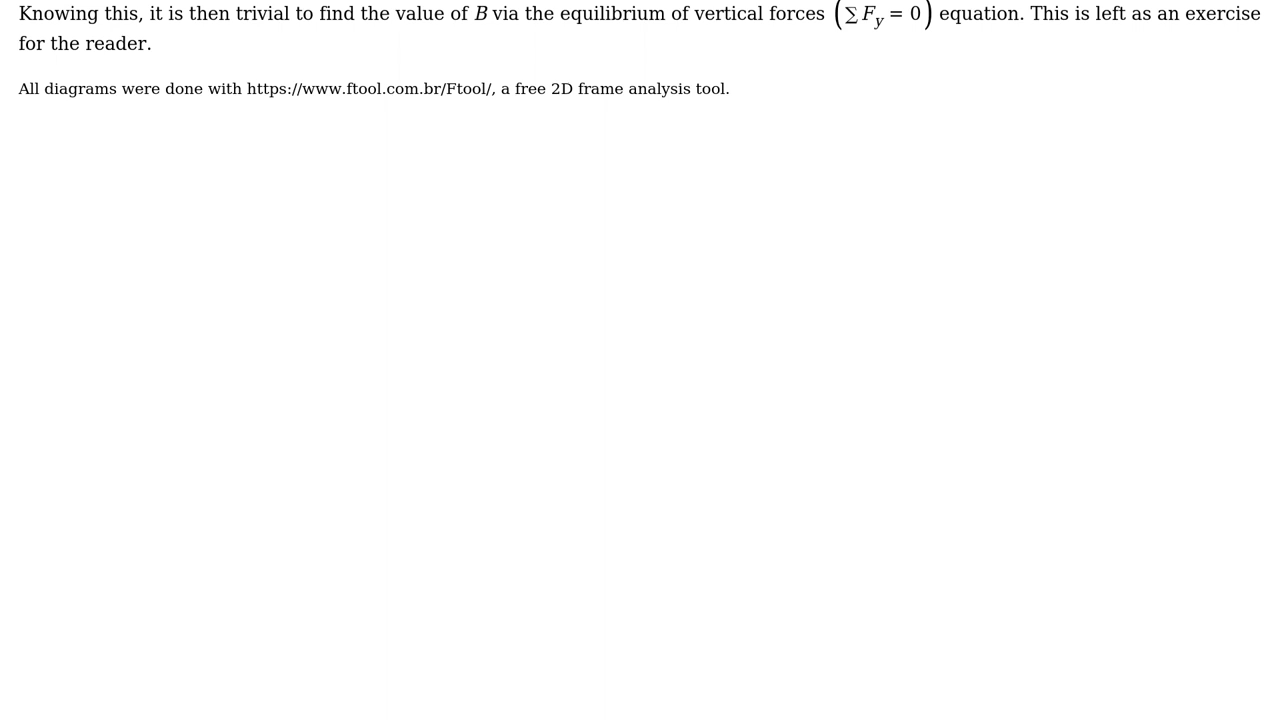 Knowing this, it is then trivial to find the value of B via the equilibrium of vertical forces (∑ F_y = 0) equation. This is left as an exercise
for the reader.
All diagrams were done with https://www.ftool.com.br/Ftool/, a free 2D frame analysis tool.